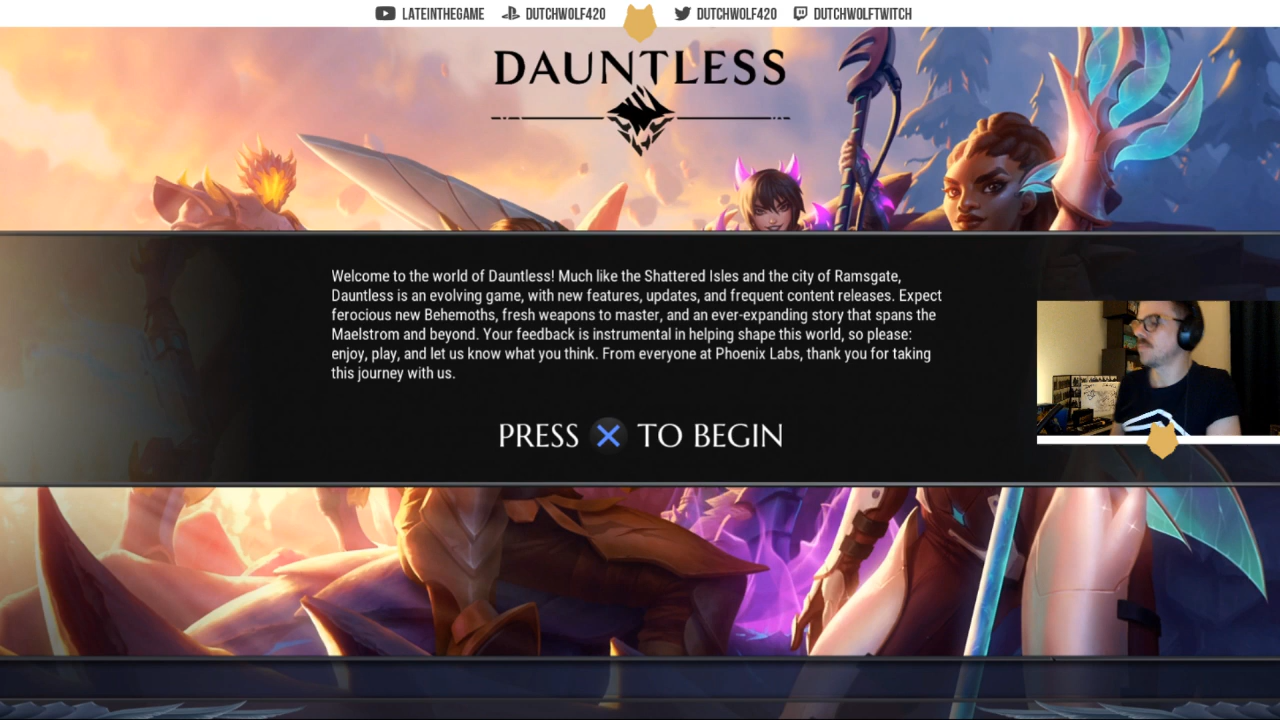 LATEINTHEGAME DUTCHWOLF420 DUTCHWOLF420 DUTCHWOLFTWITCH
DAUNTLESS
Welcome to the world of Dauntless! Much like the Shattered Isles and the city of Ramsgate,
Dauntless is an evolving game, with new features, updates, and frequent content releases. Expect
ferocious new Behemoths, fresh weapons to master, and an ever-expanding story that spans the
Maelstrom and beyond. Your feedback is instrumental in helping shape this world, so please:
enjoy, play, and let us know what you think. From everyone at Phoenix Labs, thank you for taking
this journey with us.
PRESS TO BEGIN